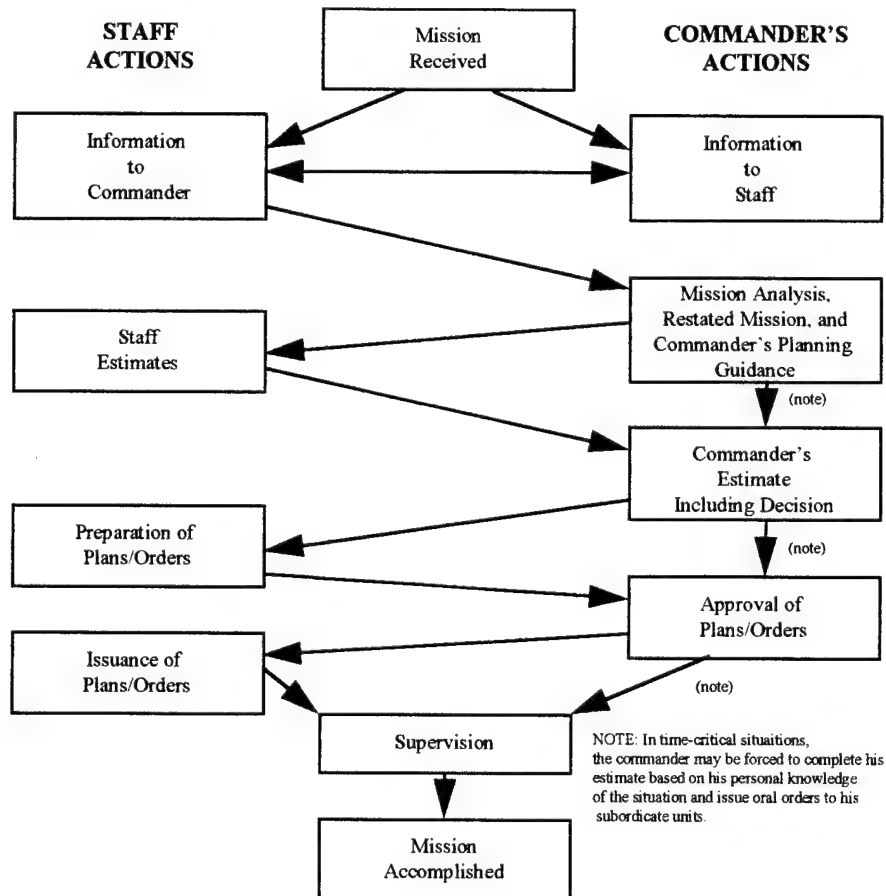 STAFF
ACTIONS
Mission
Received
COMMANDER'S
ACTIONS
Information
to
Commander
Information
to
Staff
Mission Analysis,
Restated Mission, and
Commander's Planning
Guidance
Staff
Estimates
(note)
Commander's
Estimate
Including Decision
Preparation of
Plans/Orders
(note)
Approval of
Plans/Orders
Issuance of
Plans/Orders
(note)
Supervision
NOTE: In time-critical situaitions,
the commander may be forced to complete his
estimate based on his personal knowledge
of the situation and issue oral orders to his
subordicate units.
Mission
Accomplished